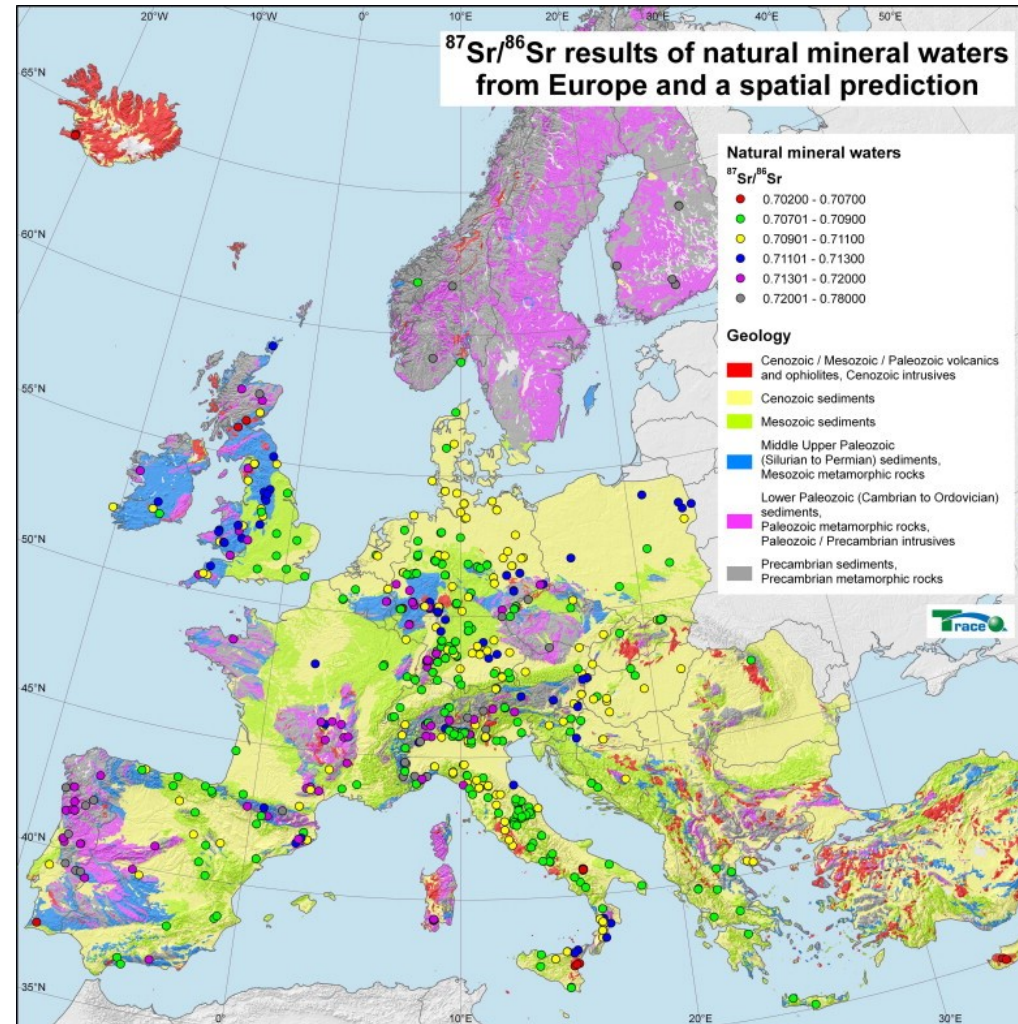 20°W 10°W 0° 10°E 20°E 30°E 50°E
⁸⁷Sr/⁸⁶Sr results of natural mineral waters
from Europe and a spatial prediction
65°N
60°N
55°N
50°N
45°N
40°N
35°N
Natural mineral waters
⁸⁷Sr/⁸⁶Sr
0.70200 - 0.70700
0.70701 - 0.70900
0.70901 - 0.71100
0.71101 - 0.71300
0.71301 - 0.72000
0.72001 - 0.78000
Geology
Cenozoic / Mesozoic / Paleozoic volcanics
and ophiolites, Cenozoic intrusives
Cenozoic sediments
Mesozoic sediments
Middle Upper Paleozoic
(Silurian to Permian) sediments,
Mesozoic metamorphic rocks
Lower Paleozoic (Cambrian to Ordovician)
sediments,
Paleozoic metamorphic rocks,
Paleozoic / Precambrian intrusives
Precambrian sediments,
Precambrian metamorphic rocks
Trace
0° 10°E 20°E 30°E